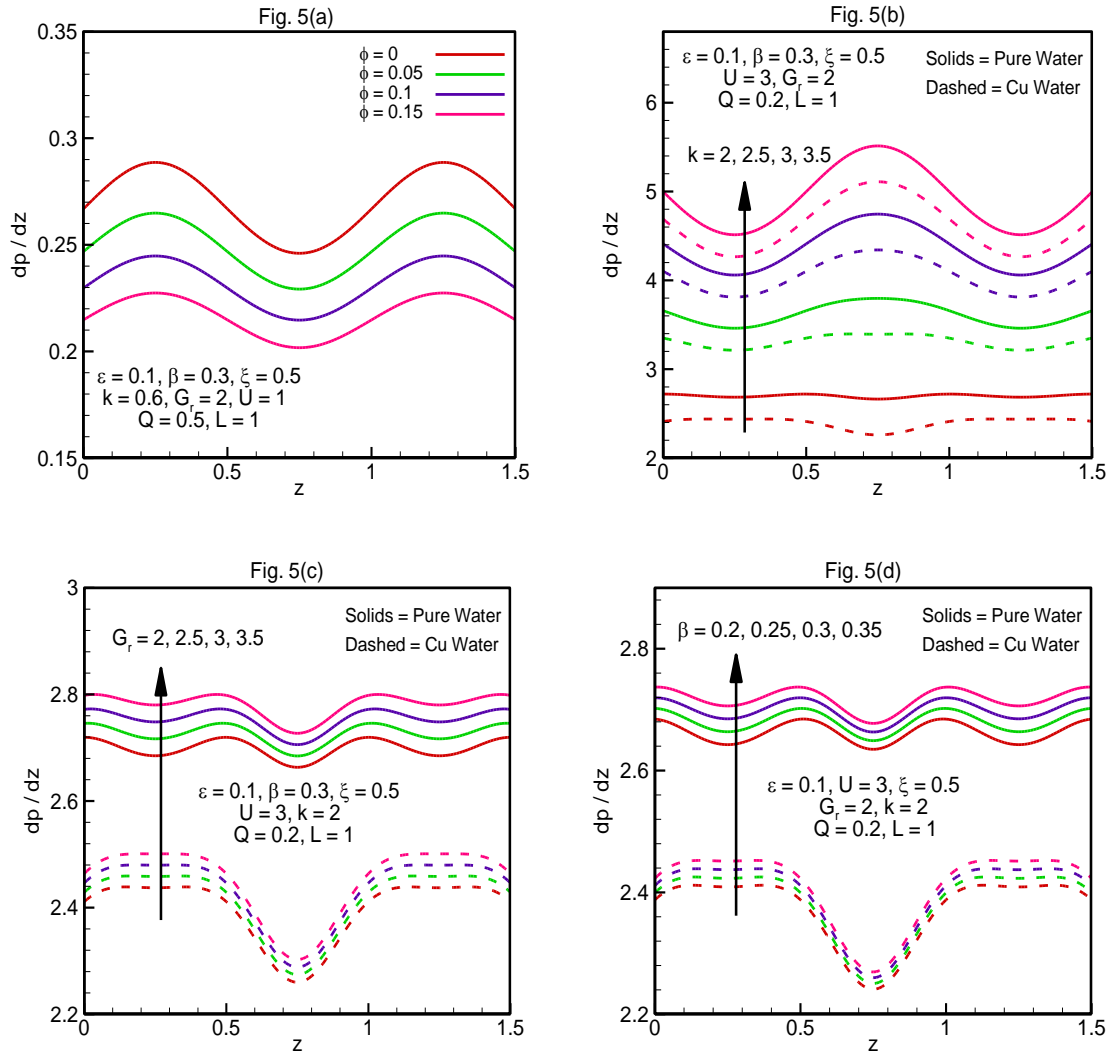 Fig. 5(a)
0.35
0.3
0.25
0.2
0.15
dp / dz
ϕ = 0
ϕ = 0.05
ϕ = 0.1
ϕ = 0.15
ε = 0.1, β = 0.3, ξ = 0.5
k = 0.6, G_r = 2, U = 1
Q = 0.5, L = 1
0 0.5 1 1.5
z
Fig. 5(b)
6
5
4
3
2
dp / dz
ε = 0.1, β = 0.3, ξ = 0.5
U = 3, G_r = 2
Q = 0.2, L = 1
Solids = Pure Water
Dashed = Cu Water
k = 2, 2.5, 3, 3.5
0 0.5 1 1.5
z
Fig. 5(c)
3
2.8
2.6
2.4
2.2
dp / dz
G_r = 2, 2.5, 3, 3.5
Solids = Pure Water
Dashed = Cu Water
ε = 0.1, β = 0.3, ξ = 0.5
U = 3, k = 2
Q = 0.2, L = 1
0 0.5 1 1.5
z
Fig. 5(d)
2.8
2.6
2.4
2.2
dp / dz
β = 0.2, 0.25, 0.3, 0.35
Solids = Pure Water
Dashed = Cu Water
ε = 0.1, U = 3, ξ = 0.5
G_r = 2, k = 2
Q = 0.2, L = 1
0 0.5 1 1.5
z